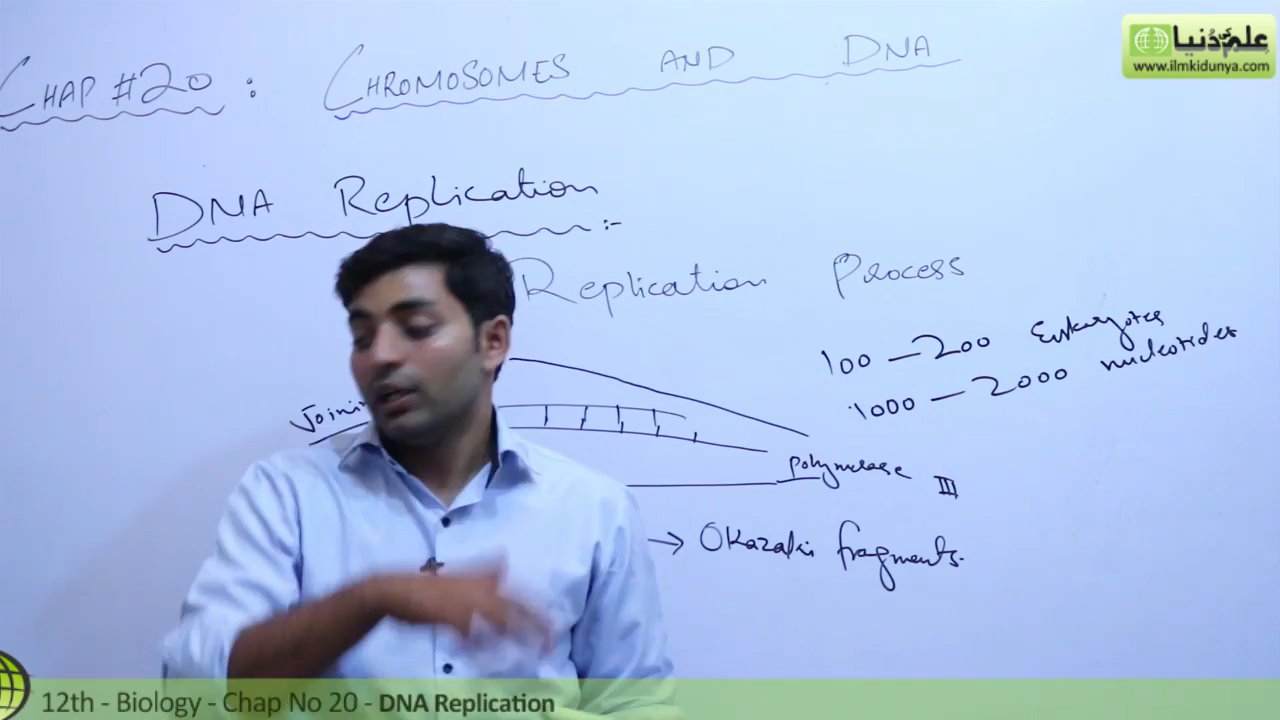 علم کی دنیا
www.ilmkidunya.com
CHAP #20 : CHROMOSOMES AND DNA
DNA Replication :-
Replication Process
100 – 200 Eukaryotes
1000 – 2000 nucleotides
Joini
polymerase III
→ Okazaki fragments.
12th - Biology - Chap No 20 - DNA Replication